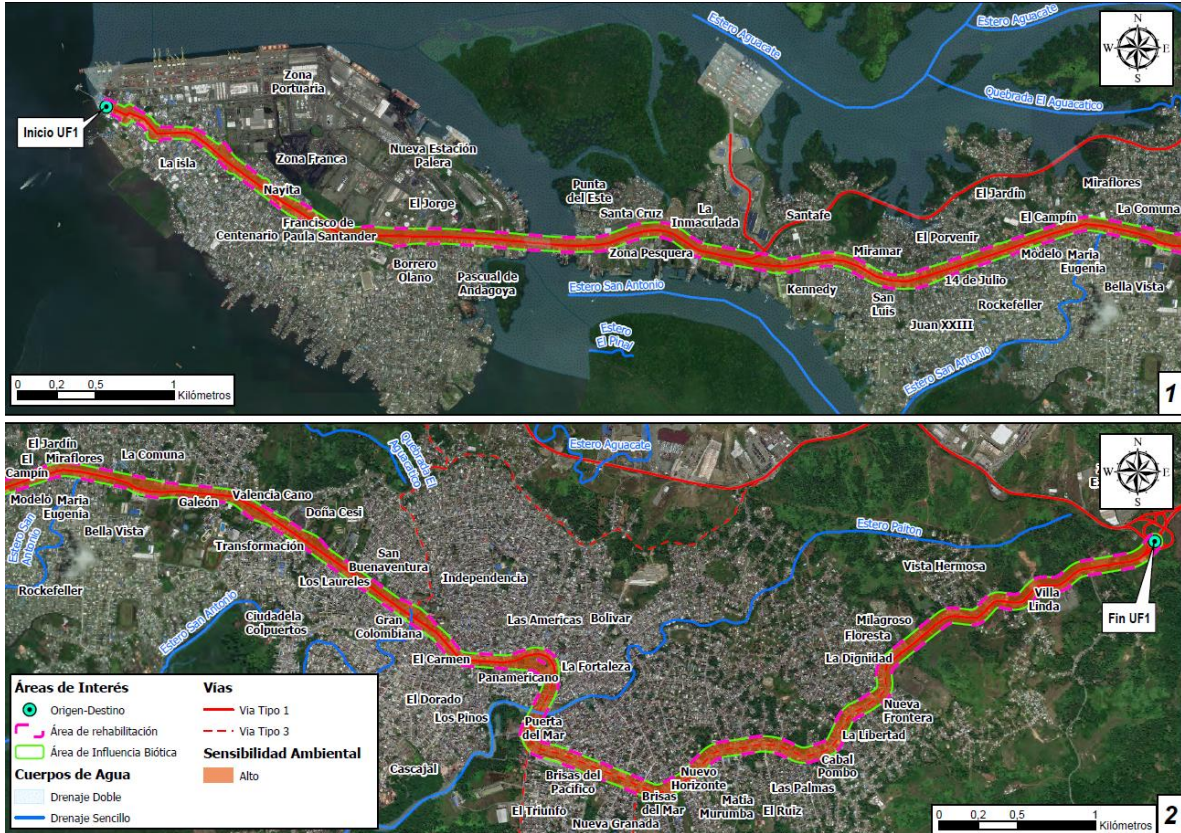 Estero Aguacate
Estero Aguacate
N
W
E
S
Quebrada El Aguacatico
Zona
Portuaria
Inicio UF1
La isla
Zona Franca
Nueva Estación
Palera
Nayita
El Jorge
Punta
del Este
Santa Cruz
La
Inmaculada
Santafe
El Jardín
Miraflores
La Comuna
El Campín
Centenario
Francisco de
Paula Santander
Zona Pesquera
Miramar
El Porvenir
Modelo
Maria
Eugenia
Borrero
Olano
Pascual de
Andagoya
Estero San Antonio
Kennedy
San
Luis
14 de Julio
Rockefeller
Bella Vista
Estero
El Pinal
Juan XXIII
Estero San Antonio
0 0,2 0,5 1
Kilómetros
1
El Jardín
El
Campín
Miraflores
La Comuna
Quebrada El
Aguacatico
Estero Aguacate
N
W
E
S
Modelo
Maria
Eugenia
Galeón
Valencia Cano
Doña Cesi
Estero San
Antonio
Bella Vista
Transformación
San
Buenaventura
Independencia
Estero Paiton
Vista Hermosa
Rockefeller
Los Laureles
Villa
Linda
Fin UF1
Estero San Antonio
Ciudadela
Colpuertos
Gran
Colombiana
Las Americas
Bolivar
Milagroso
Floresta
El Carmen
La Fortaleza
La Dignidad
Panamericano
El Dorado
Los Pinos
Puerta
del Mar
Nueva
Frontera
La Libertad
Cascajal
Brisas del
Pacifico
Nuevo
Horizonte
Cabal
Pombo
Brisas
del Mar
Matia
Murumba
Las Palmas
El Ruiz
El Triunfo
Nueva Granada
Áreas de Interés
Origen-Destino
Área de rehabilitación
Área de Influencia Biótica
Cuerpos de Agua
Drenaje Doble
Drenaje Sencillo
Vías
Via Tipo 1
Via Tipo 3
Sensibilidad Ambiental
Alto
0 0,2 0,5 1
Kilómetros
2